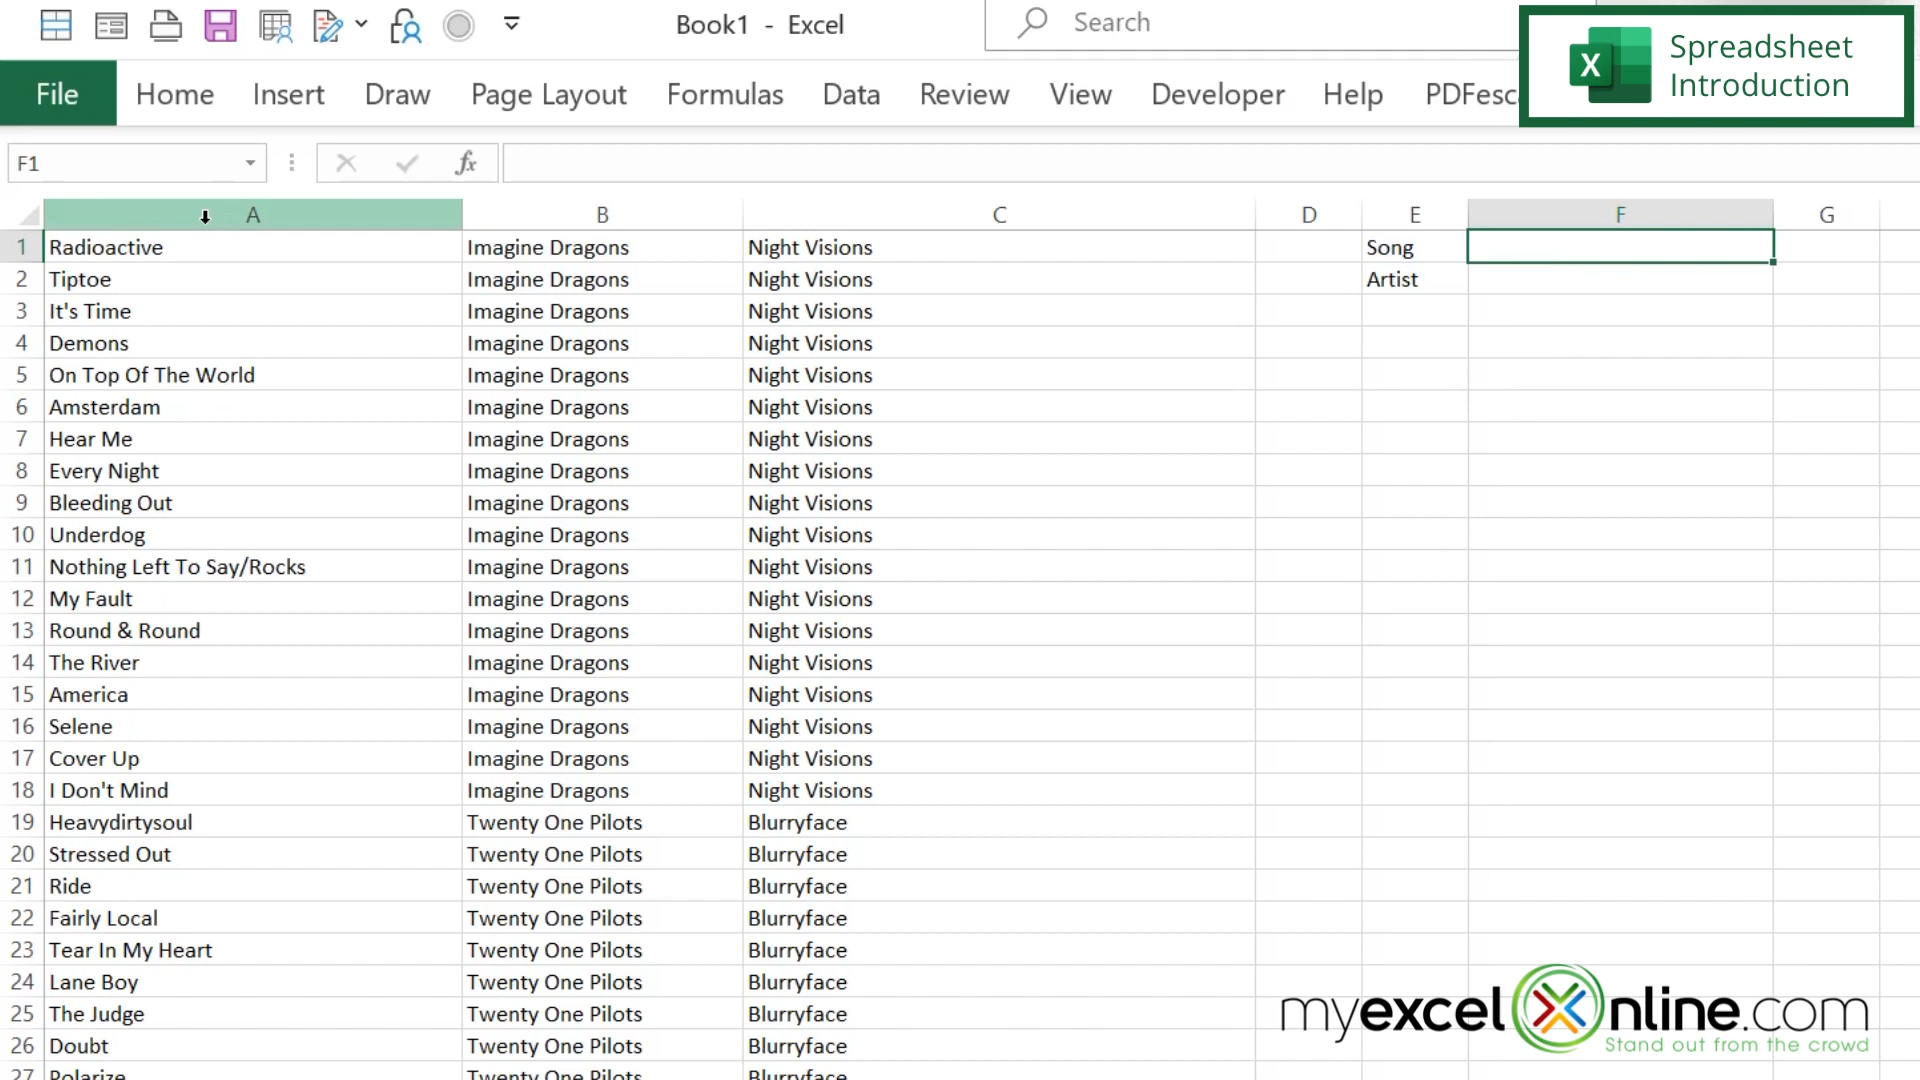 Book1 - Excel
Search
X
Spreadsheet
Introduction
File Home Insert Draw Page Layout Formulas Data Review View Developer Help PDFesc
F1
fx
A B C D E F G
1 Radioactive Imagine Dragons Night Visions Song
2 Tiptoe Imagine Dragons Night Visions Artist
3 It's Time Imagine Dragons Night Visions
4 Demons Imagine Dragons Night Visions
5 On Top Of The World Imagine Dragons Night Visions
6 Amsterdam Imagine Dragons Night Visions
7 Hear Me Imagine Dragons Night Visions
8 Every Night Imagine Dragons Night Visions
9 Bleeding Out Imagine Dragons Night Visions
10 Underdog Imagine Dragons Night Visions
11 Nothing Left To Say/Rocks Imagine Dragons Night Visions
12 My Fault Imagine Dragons Night Visions
13 Round & Round Imagine Dragons Night Visions
14 The River Imagine Dragons Night Visions
15 America Imagine Dragons Night Visions
16 Selene Imagine Dragons Night Visions
17 Cover Up Imagine Dragons Night Visions
18 I Don't Mind Imagine Dragons Night Visions
19 Heavydirtysoul Twenty One Pilots Blurryface
20 Stressed Out Twenty One Pilots Blurryface
21 Ride Twenty One Pilots Blurryface
22 Fairly Local Twenty One Pilots Blurryface
23 Tear In My Heart Twenty One Pilots Blurryface
24 Lane Boy Twenty One Pilots Blurryface
25 The Judge Twenty One Pilots Blurryface
26 Doubt Twenty One Pilots Blurryface
27 Polarize Twenty One Pilots Blurryface
myexcelOnline.com
Stand out from the crowd